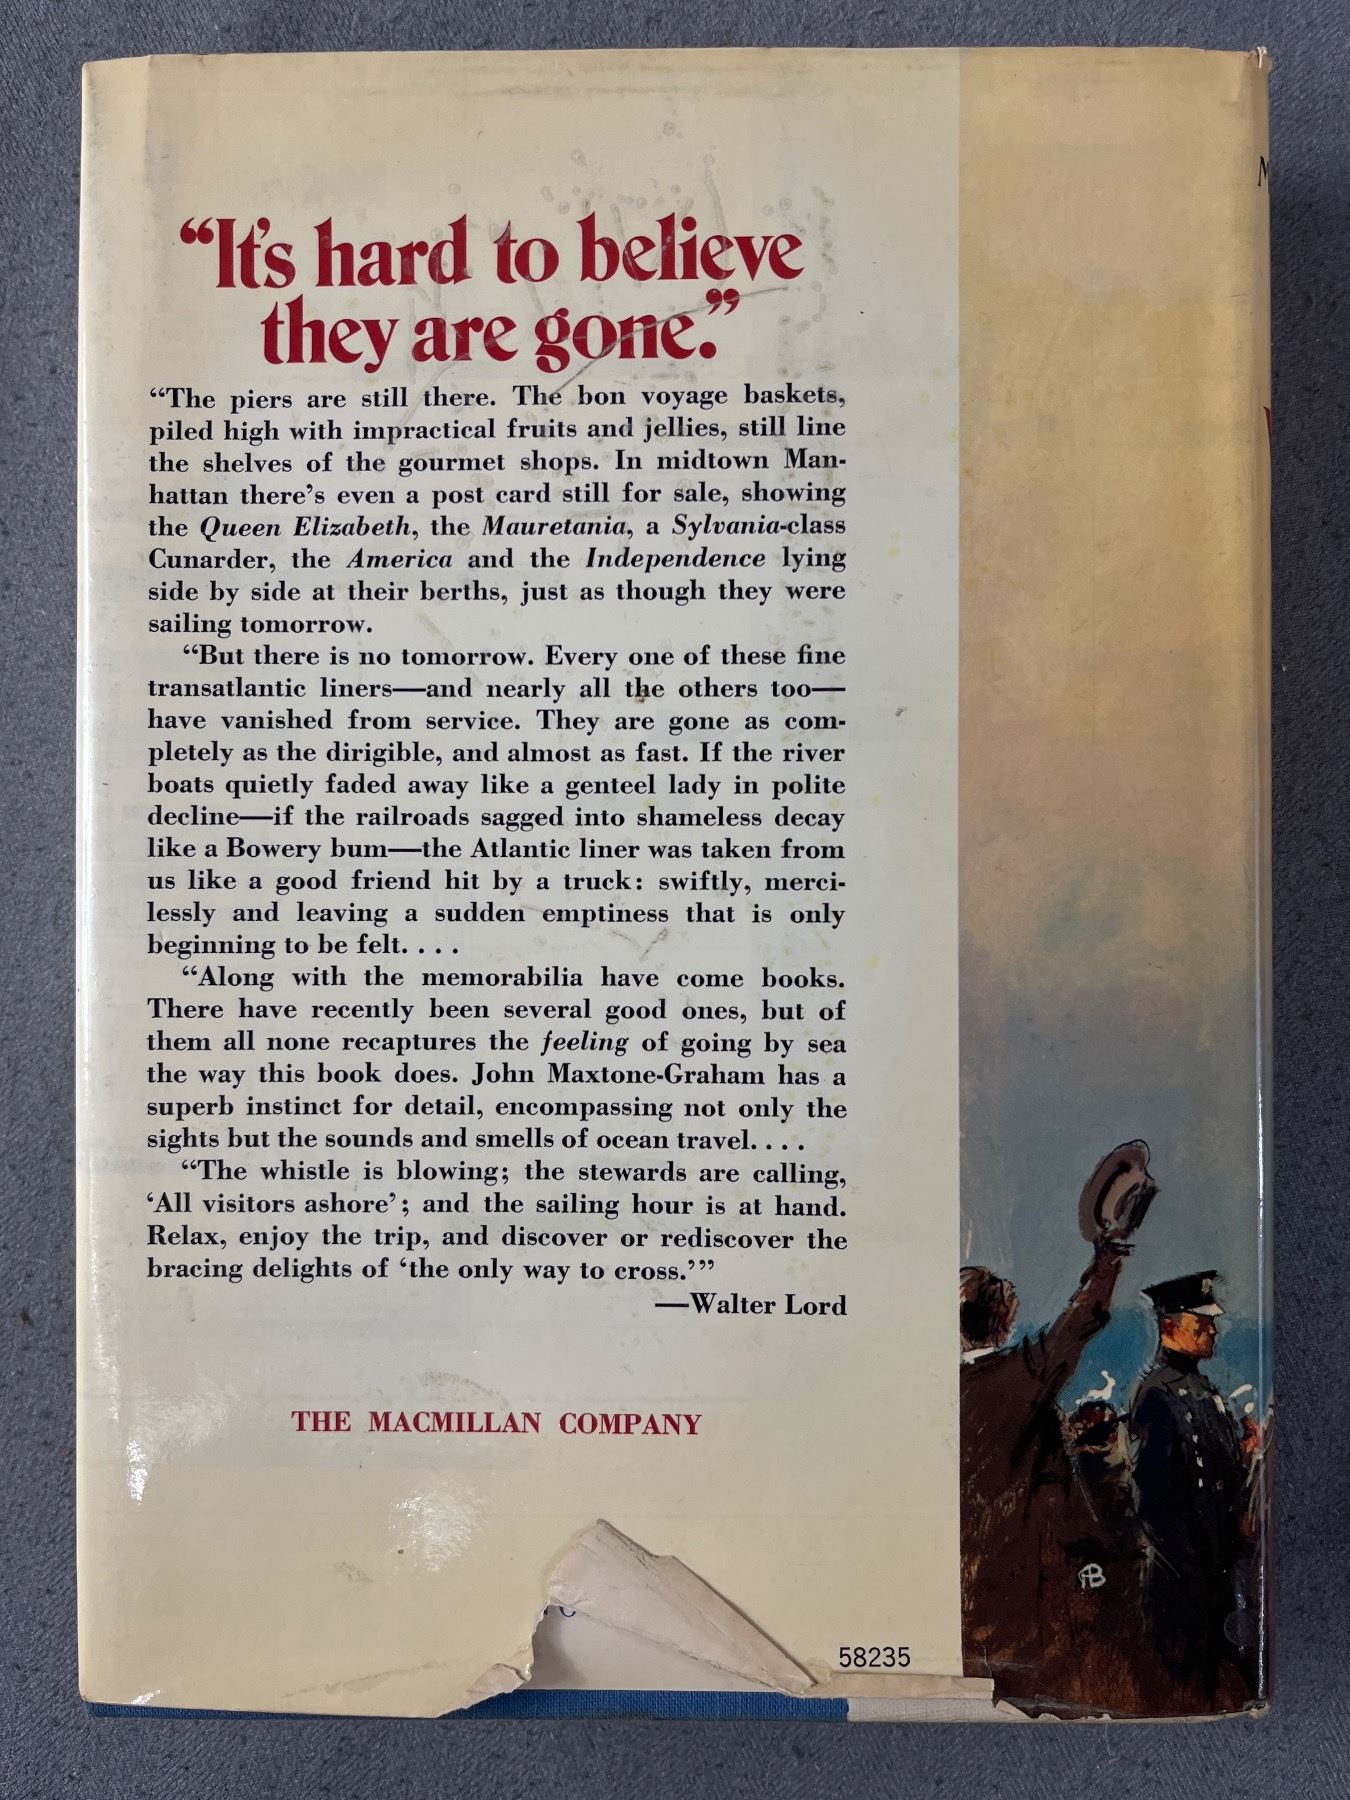 “It’s hard to believe
they are gone.”
“The piers are still there. The bon voyage baskets,
piled high with impractical fruits and jellies, still line
the shelves of the gourmet shops. In midtown Man-
hattan there’s even a post card still for sale, showing
the Queen Elizabeth, the Mauretania, a Sylvania-class
Cunarder, the America and the Independence lying
side by side at their berths, just as though they were
sailing tomorrow.
“But there is no tomorrow. Every one of these fine
transatlantic liners—and nearly all the others too—
have vanished from service. They are gone as com-
pletely as the dirigible, and almost as fast. If the river
boats quietly faded away like a genteel lady in polite
decline—if the railroads sagged into shameless decay
like a Bowery bum—the Atlantic liner was taken from
us like a good friend hit by a truck: swiftly, merci-
lessly and leaving a sudden emptiness that is only
beginning to be felt. . . .
“Along with the memorabilia have come books.
There have recently been several good ones, but of
them all none recaptures the feeling of going by sea
the way this book does. John Maxtone-Graham has a
superb instinct for detail, encompassing not only the
sights but the sounds and smells of ocean travel. . . .
“The whistle is blowing; the stewards are calling,
‘All visitors ashore’; and the sailing hour is at hand.
Relax, enjoy the trip, and discover or rediscover the
bracing delights of ‘the only way to cross.’”
—Walter Lord
THE MACMILLAN COMPANY
58235